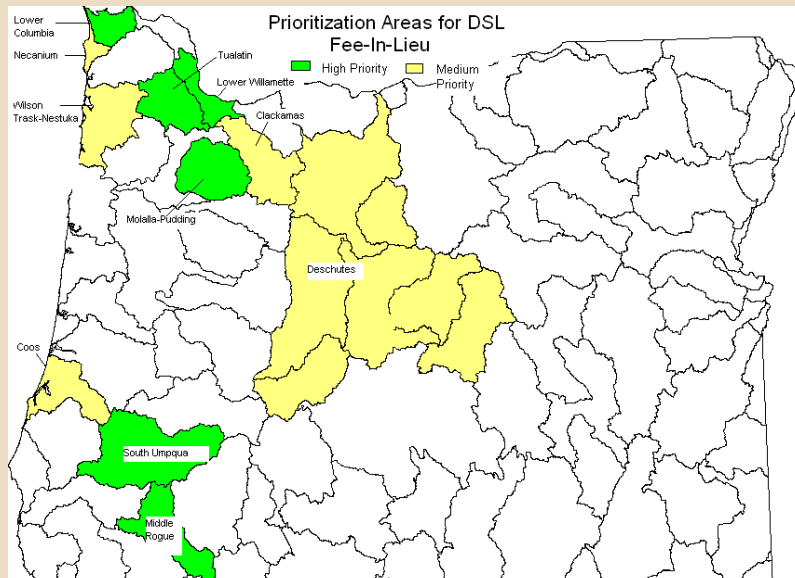 Prioritization Areas for DSL
Fee-In-Lieu
High Priority
Medium
Priority
Lower
Columbia
Necanium
Wilson
Trask-Nestuka
Tualatin
Lower Willamette
Clackamas
Molalla-Pudding
Deschutes
Coos
South Umpqua
Middle
Rogue